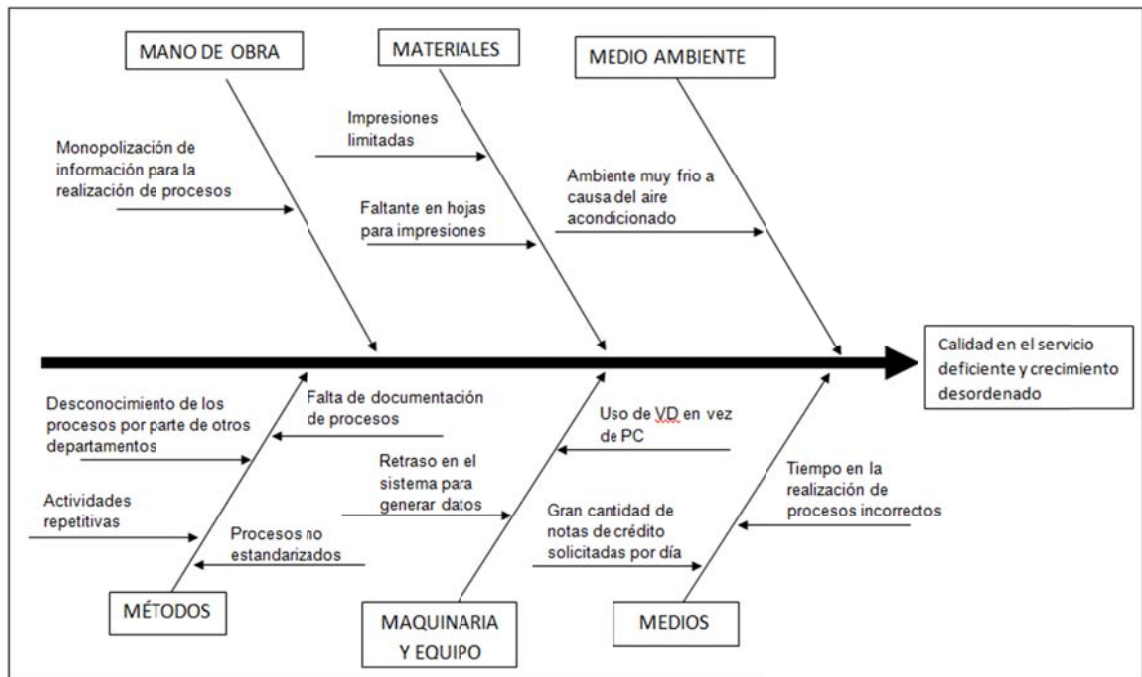 MANO DE OBRA
MATERIALES
MEDIO AMBIENTE
Monopolización de
información para la
realización de procesos
Impresiones
limitadas
Faltante en hojas
para impresiones
Ambiente muy frio a
causa del aire
acondicionado
Calidad en el servicio
deficiente y crecimiento
desordenado
Desconocimiento de los
procesos por parte de otros
departamentos
Falta de documentación
de procesos
Actividades
repetitivas
Procesos no
estandarizados
Retraso en el
sistema para
generar datos
Uso de VD en vez
de PC
Gran cantidad de
notas de crédito
solicitadas por día
Tiempo en la
realización de
procesos incorrectos
MÉTODOS
MAQUINARIA
Y EQUIPO
MEDIOS